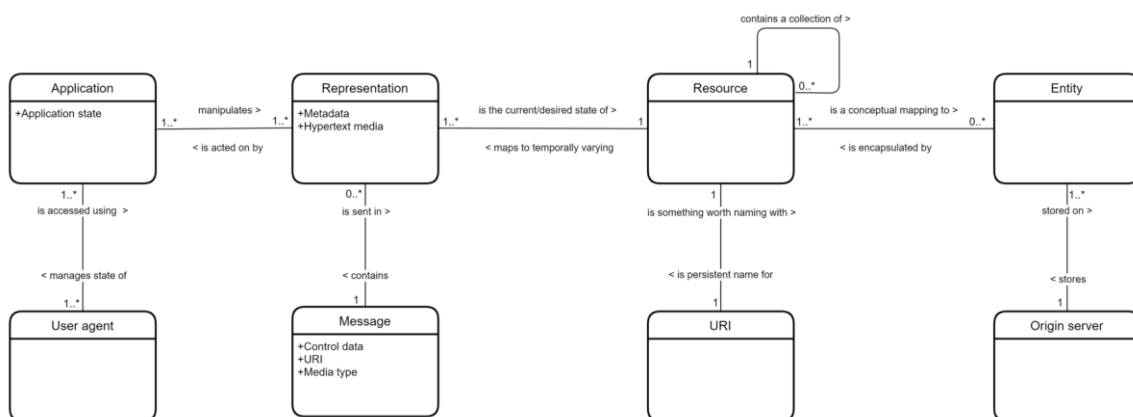 contains a collection of >
1
0..*
Application
+Application state
manipulates >
1..*
1..*
< is acted on by
Representation
+Metadata
+Hypertext media
is the current/desired state of >
1..*
1
< maps to temporally varying
Resource
is a conceptual mapping to >
1..*
0..*
< is encapsulated by
Entity
1..*
is accessed using >
< manages state of
1..*
0..*
is sent in >
< contains
1
1
is something worth naming with >
< is persistent name for
1
1..*
stored on >
< stores
1
User agent
Message
+Control data
+URI
+Media type
URI
Origin server